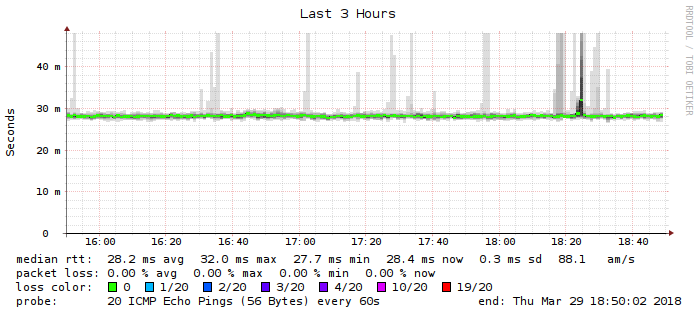 Last 3 Hours
RRDTOOL / TOBI OETIKER
Seconds
40 m
30 m
20 m
10 m
0
16:00 16:20 16:40 17:00 17:20 17:40 18:00 18:20 18:40
median rtt: 28.2 ms avg 32.0 ms max 27.7 ms min 28.4 ms now 0.3 ms sd 88.1 am/s
packet loss: 0.00 % avg 0.00 % max 0.00 % min 0.00 % now
loss color: 0 1/20 2/20 3/20 4/20 10/20 19/20
probe: 20 ICMP Echo Pings (56 Bytes) every 60s end: Thu Mar 29 18:50:02 2018